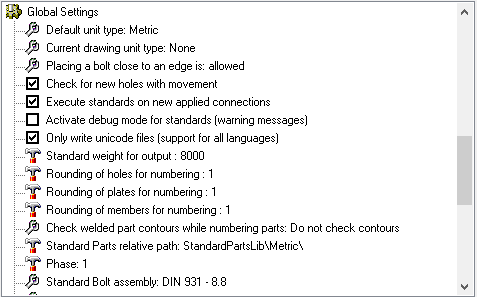 Global Settings
Default unit type: Metric
Current drawing unit type: None
Placing a bolt close to an edge is: allowed
Check for new holes with movement
Execute standards on new applied connections
Activate debug mode for standards (warning messages)
Only write unicode files (support for all languages)
Standard weight for output : 8000
Rounding of holes for numbering : 1
Rounding of plates for numbering : 1
Rounding of members for numbering : 1
Check welded part contours while numbering parts: Do not check contours
Standard Parts relative path: StandardPartsLib\Metric\
Phase: 1
Standard Bolt assembly: DIN 931 - 8.8